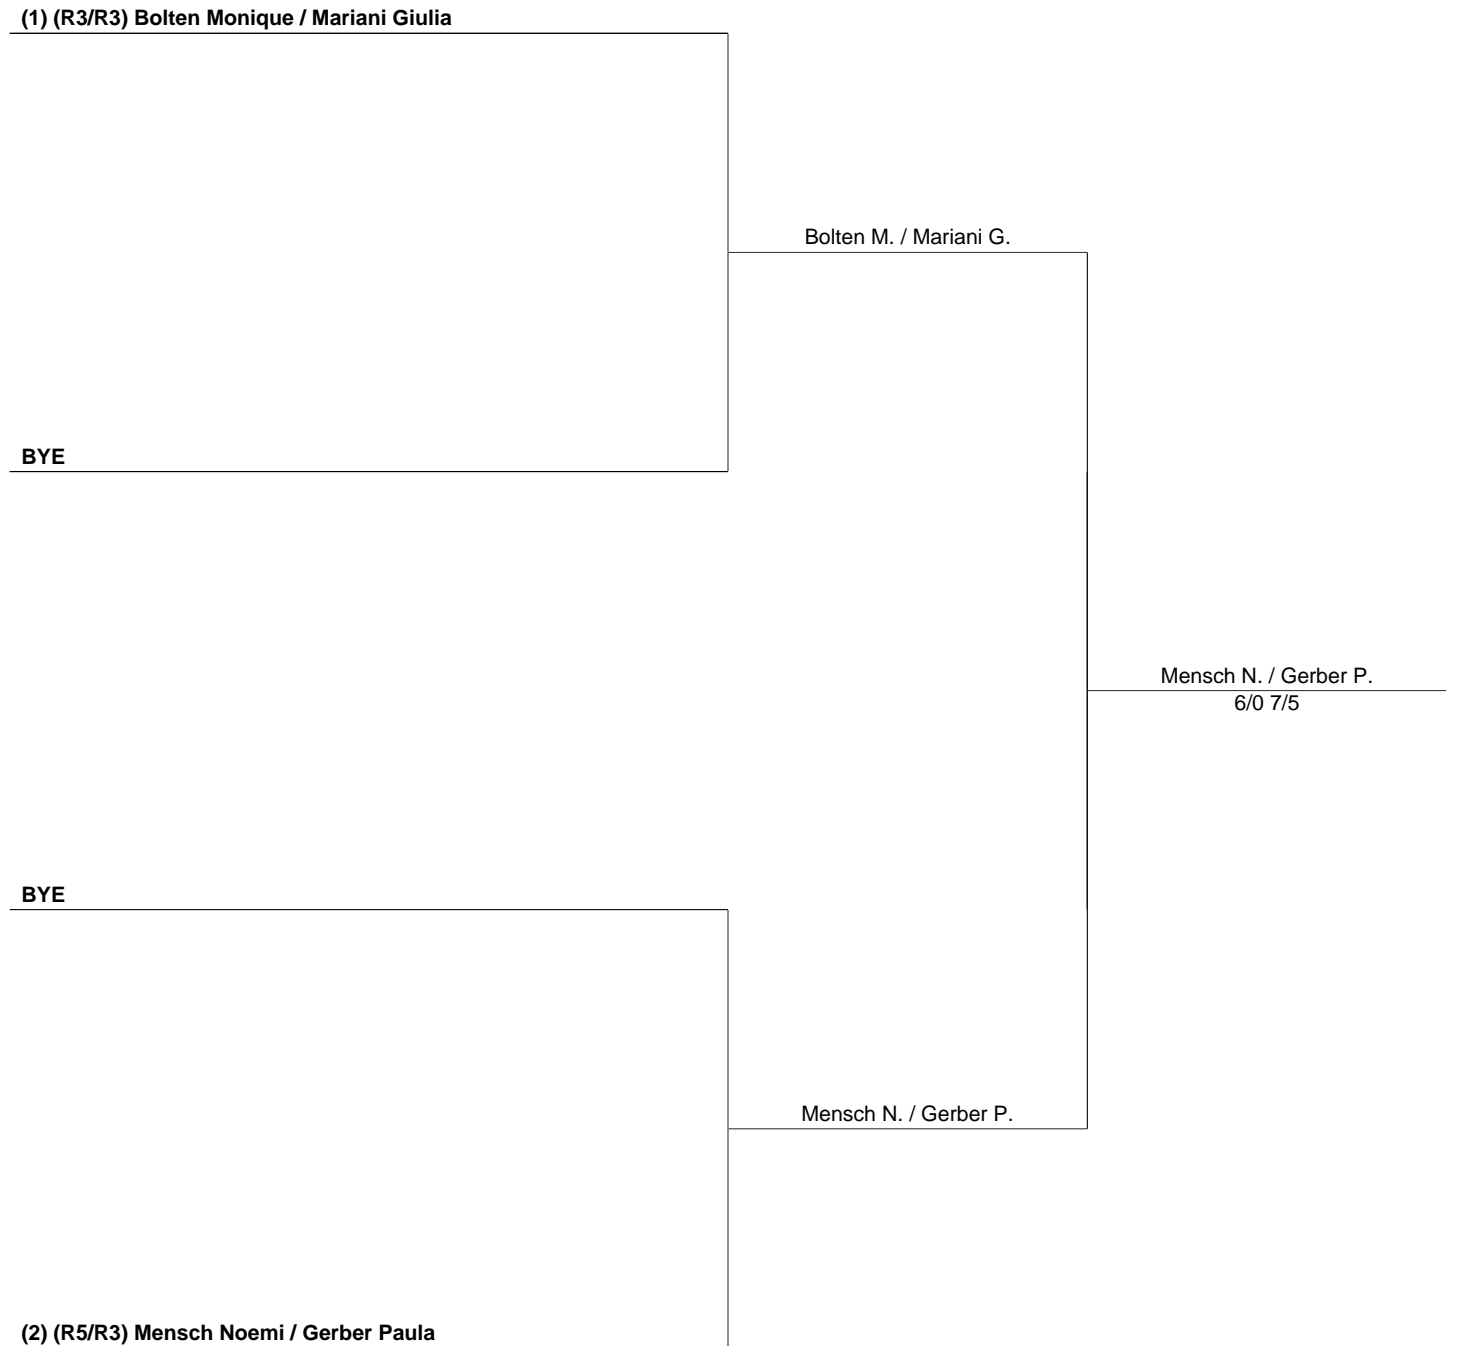 (1) (R3/R3) Bolten Monique / Mariani Giulia
Bolten M. / Mariani G.
BYE
Mensch N. / Gerber P.
6/0 7/5
BYE
Mensch N. / Gerber P.
(2) (R5/R3) Mensch Noemi / Gerber Paula